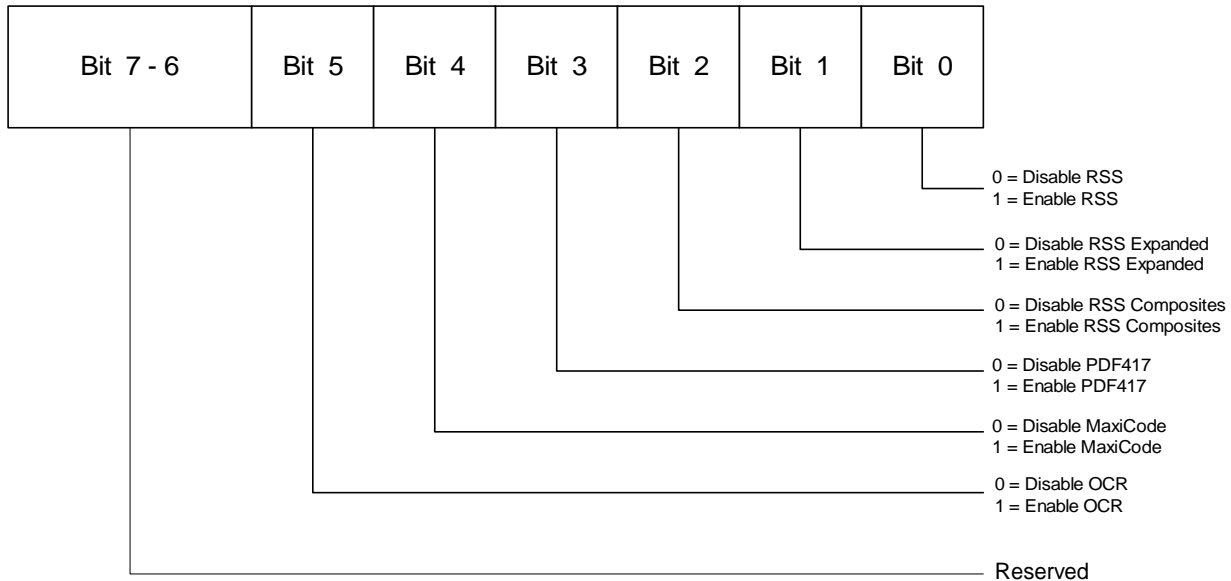 Bit 7 - 6 Bit 5 Bit 4 Bit 3 Bit 2 Bit 1 Bit 0
0 = Disable RSS
1 = Enable RSS
0 = Disable RSS Expanded
1 = Enable RSS Expanded
0 = Disable RSS Composites
1 = Enable RSS Composites
0 = Disable PDF417
1 = Enable PDF417
0 = Disable MaxiCode
1 = Enable MaxiCode
0 = Disable OCR
1 = Enable OCR
Reserved